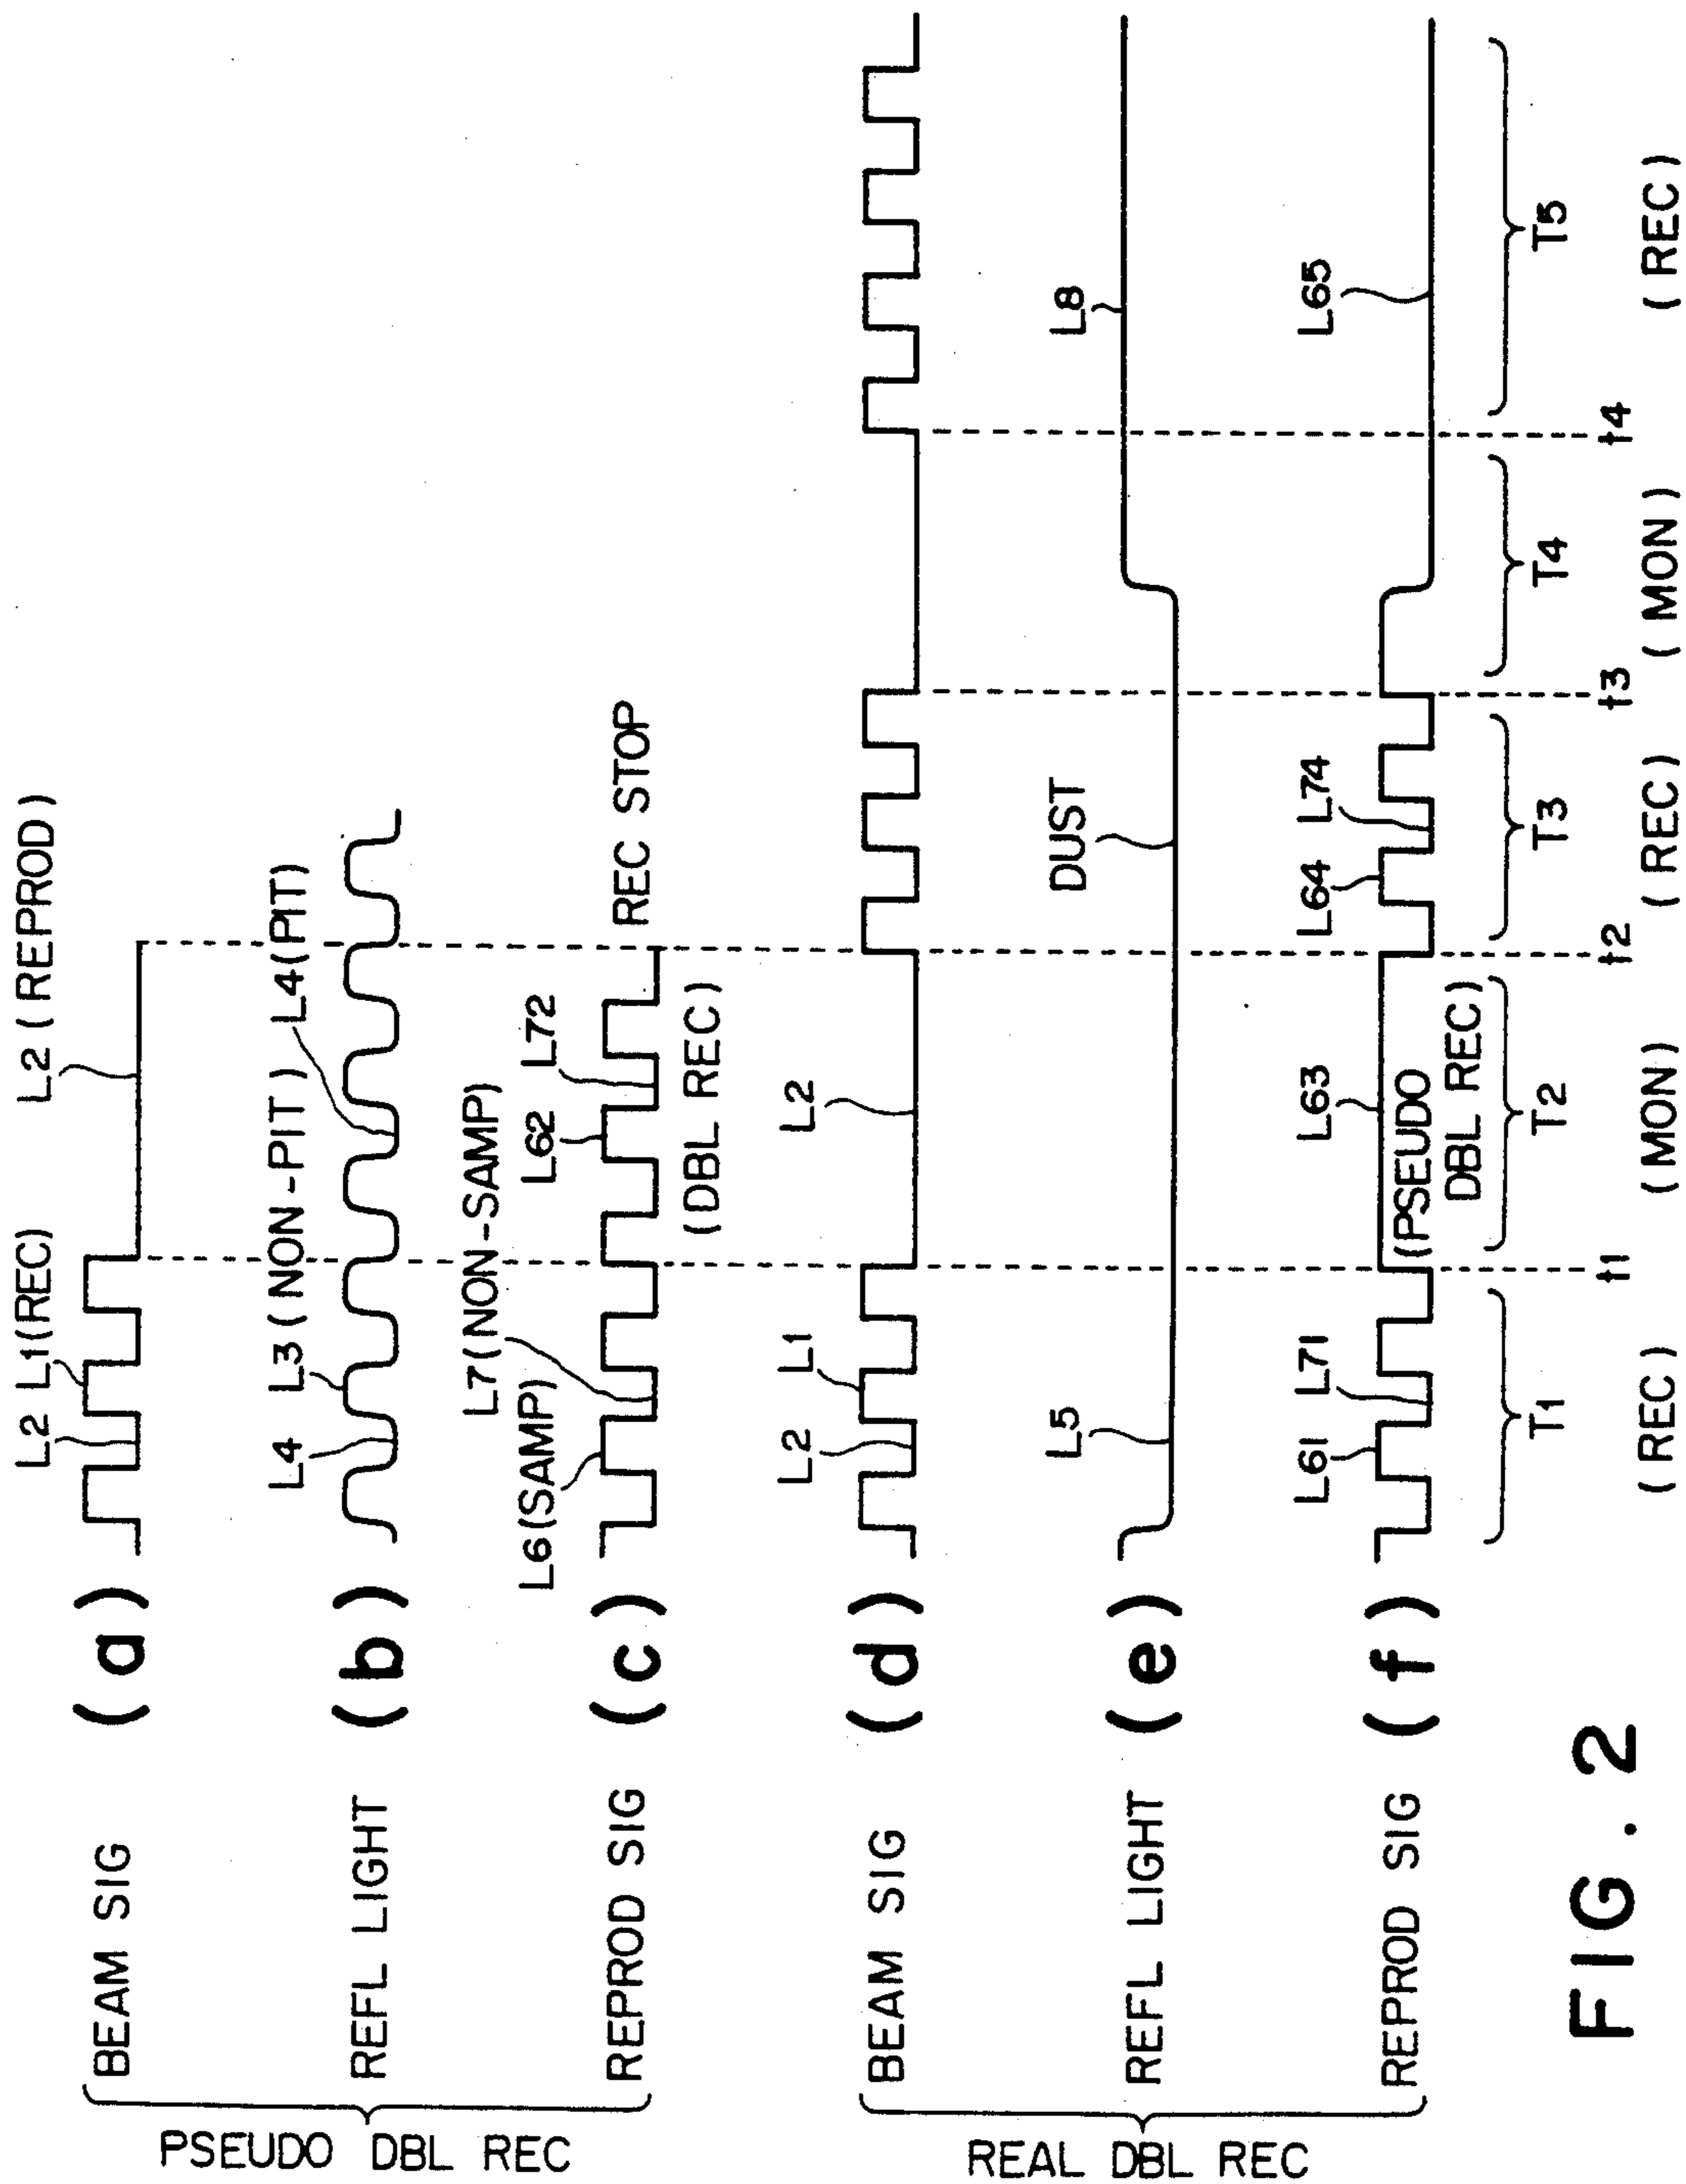 L2 L1(REC) L2 (REPROD)
BEAM SIG (a)
L4 L3 (NON-PIT) L4(PIT)
REFL LIGHT (b)
L7(NON-SAMP)
L6(SAMP) L62 L72
REPROD SIG (c) REC STOP
(DBL REC)
PSEUDO DBL REC
L2 L1 L2
BEAM SIG (d)
L5 DUST L8
REFL LIGHT (e)
L61 L71 L63 L64 L74 L65
REPROD SIG (f)
(PSEUDO
DBL REC)
REAL DBL REC
T1 T2 T3 T4 T5
t1 t2 t3 t4
(REC) (MON) (REC) (MON) (REC)
FIG. 2